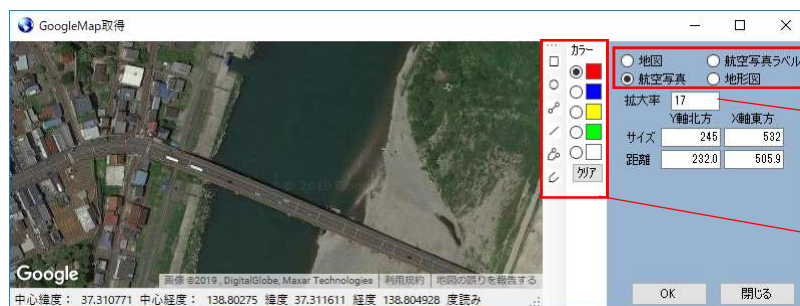 GoogleMap取得
カラー
クリア
地図
航空写真ラベル
航空写真
地形図
拡大率 17
Y軸北方 X軸東方
サイズ 245 532
距離 232.0 505.9
© 2019
Google
画像 ©2019 , DigitalGlobe, Maxar Technologies 利用規約 地図の誤りを報告する
中心緯度： 37.310771 中心経度： 138.80275 緯度 37.311611 経度 138.804928 度読み
OK 閉じる